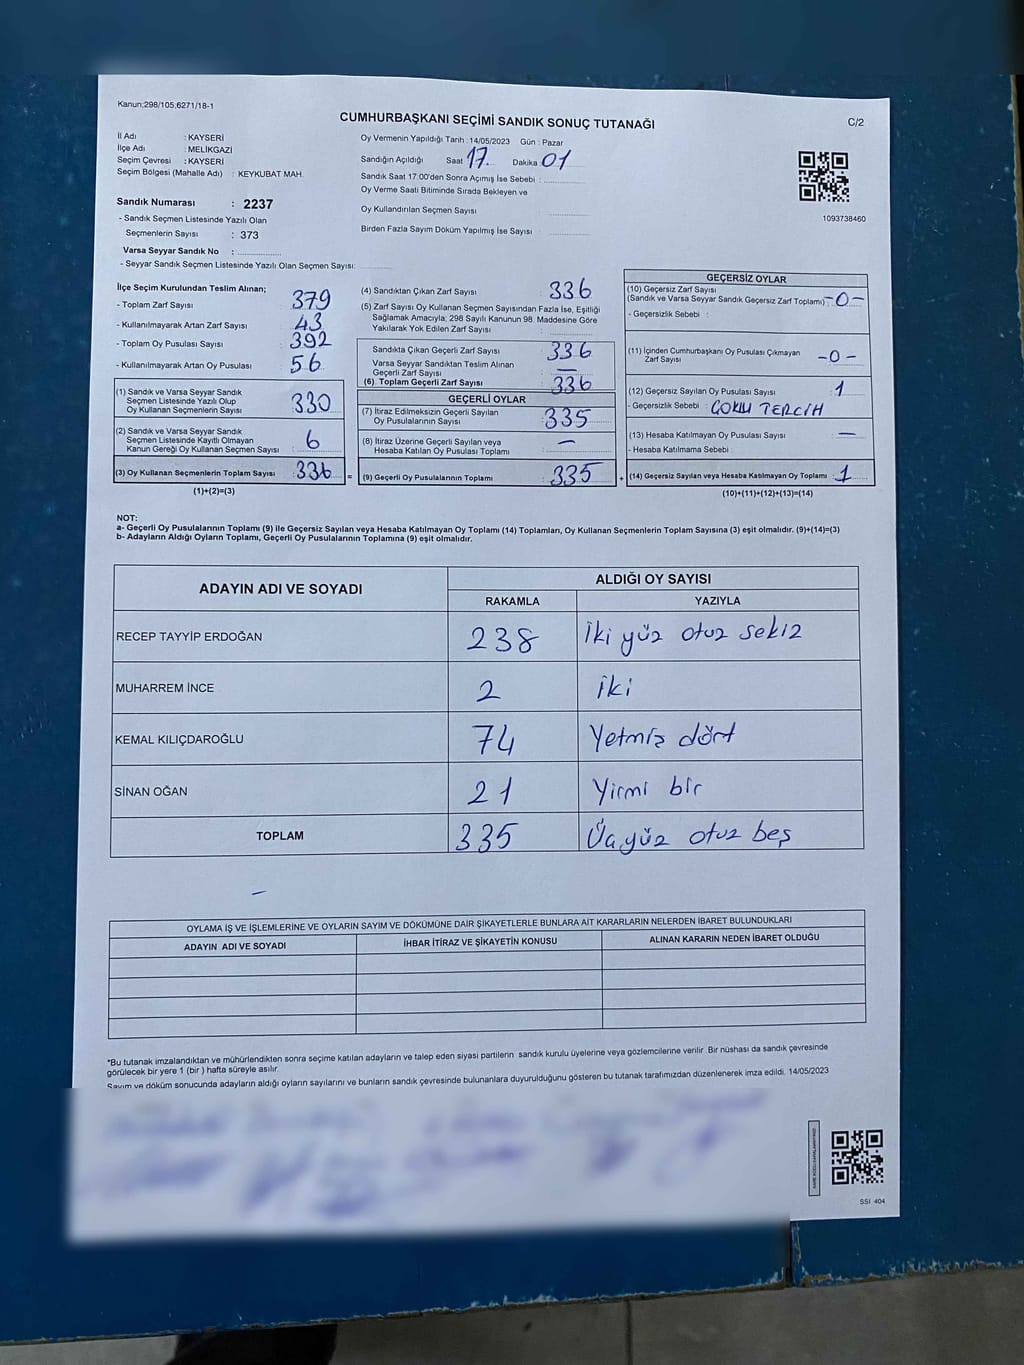 Kanun;298/105,6271/18-1
CUMHURBAŞKANI SEÇİMİ SANDIK SONUÇ TUTANAĞI
C/2
İl Adı : KAYSERİ
İlçe Adı : MELİKGAZİ
Seçim Çevresi : KAYSERİ
Seçim Bölgesi (Mahalle Adı) : KEYKUBAT MAH.
Sandık Numarası : 2237
- Sandık Seçmen Listesinde Yazılı Olan
Seçmenlerin Sayısı : 373
Varsa Seyyar Sandık No :
- Seyyar Sandık Seçmen Listesinde Yazılı Olan Seçmen Sayısı:
Oy Vermenin Yapıldığı Tarih :14/05/2023 Gün : Pazar
Sandığın Açıldığı Saat 17 Dakika 01
Sandık Saat 17:00'den Sonra Açımış İse Sebebi :
Oy Verme Saati Bitiminde Sırada Bekleyen ve
Oy Kullandırılan Seçmen Sayısı
Birden Fazla Sayım Döküm Yapılmış İse Sayısı
1093738460
İlçe Seçim Kurulundan Teslim Alınan;
- Toplam Zarf Sayısı 379
- Kullanılmayarak Artan Zarf Sayısı 43
- Toplam Oy Pusulası Sayısı 392
- Kullanılmayarak Artan Oy Pusulası 56
(1) Sandık ve Varsa Seyyar Sandık
Seçmen Listesinde Yazılı Olup
Oy Kullanan Seçmenlerin Sayısı 330
(2) Sandık ve Varsa Seyyar Sandık
Seçmen Listesinde Kayıtlı Olmayan
Kanun Gereği Oy Kullanan Seçmen Sayısı 6
(3) Oy Kullanan Seçmenlerin Toplam Sayısı 336 =
(1)+(2)=(3)
(4) Sandıktan Çıkan Zarf Sayısı 336
(5) Zarf Sayısı Oy Kullanan Seçmen Sayısından Fazla İse, Eşitliği
Sağlamak Amacıyla; 298 Sayılı Kanunun 98. Maddesine Göre
Yakılarak Yok Edilen Zarf Sayısı :
Sandıkta Çıkan Geçerli Zarf Sayısı 336
Varsa Seyyar Sandıktan Teslim Alınan
Geçerli Zarf Sayısı —
(6) Toplam Geçerli Zarf Sayısı 336
GEÇERLİ OYLAR
(7) İtiraz Edilmeksizin Geçerli Sayılan
Oy Pusulalarının Sayısı 335
(8) İtiraz Üzerine Geçerli Sayılan veya
Hesaba Katılan Oy Pusulası Toplamı —
(9) Geçerli Oy Pusulalarının Toplamı 335 +
GEÇERSİZ OYLAR
(10) Geçersiz Zarf Sayısı
(Sandık ve Varsa Seyyar Sandık Geçersiz Zarf Toplamı) -0-
- Geçersizlik Sebebi :
(11) İçinden Cumhurbaşkanı Oy Pusulası Çıkmayan
Zarf Sayısı -0-
(12) Geçersiz Sayılan Oy Pusulası Sayısı 1
- Geçersizlik Sebebi ÇOKLU TERCİH
(13) Hesaba Katılmayan Oy Pusulası Sayısı —
- Hesaba Katılmama Sebebi
(14) Geçersiz Sayılan veya Hesaba Katılmayan Oy Toplamı 1
(10)+(11)+(12)+(13)=(14)
NOT:
a- Geçerli Oy Pusulalarının Toplamı (9) ile Geçersiz Sayılan veya Hesaba Katılmayan Oy Toplamı (14) Toplamları, Oy Kullanan Seçmenlerin Toplam Sayısına (3) eşit olmalıdır. (9)+(14)=(3)
b- Adayların Aldığı Oyların Toplamı, Geçerli Oy Pusulalarının Toplamına (9) eşit olmalıdır.
ADAYIN ADI VE SOYADI
ALDIĞI OY SAYISI
RAKAMLA YAZIYLA
RECEP TAYYİP ERDOĞAN 238 İki yüz otuz sekiz
MUHARREM İNCE 2 İki
KEMAL KILIÇDAROĞLU 74 Yetmiş dört
SİNAN OĞAN 21 Yirmi bir
TOPLAM 335 Üçyüz otuz beş
OYLAMA İŞ VE İŞLEMLERİNE VE OYLARIN SAYIM VE DÖKÜMÜNE DAİR ŞİKAYETLERLE BUNLARA AİT KARARLARIN NELERDEN İBARET BULUNDUKLARI
ADAYIN ADI VE SOYADI İHBAR İTİRAZ VE ŞİKAYETİN KONUSU ALINAN KARARIN NEDEN İBARET OLDUĞU
*Bu tutanak imzalandıktan ve mühürlendikten sonra seçime katılan adayların ve talep eden siyasi partilerin sandık kurulu üyelerine veya gözlemcilerine verilir. Bir nüshası da sandık çevresinde
görülecek bir yere 1 (bir ) hafta süreyle asılır.
Sayım ve döküm sonucunda adayların aldığı oyların sayılarını ve bunların sandık çevresinde bulunanlara duyurulduğunu gösteren bu tutanak tarafımızdan düzenlenerek imza edildi. 14/05/2023
SSI 404